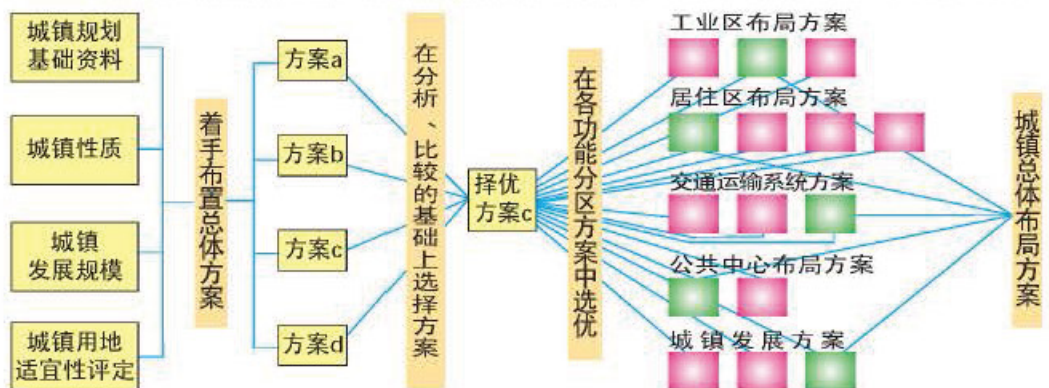 城镇规划
基础资料
城镇性质
城镇
发展规模
城镇用地
适宜性评定
着手布置总体方案
方案a
方案b
方案c
方案d
在分析、比较的基础上选择方案
择优
方案c
在各功能分区方案中选优
工业区布局方案
居住区布局方案
交通运输系统方案
公共中心布局方案
城镇发展方案
城镇总体布局方案